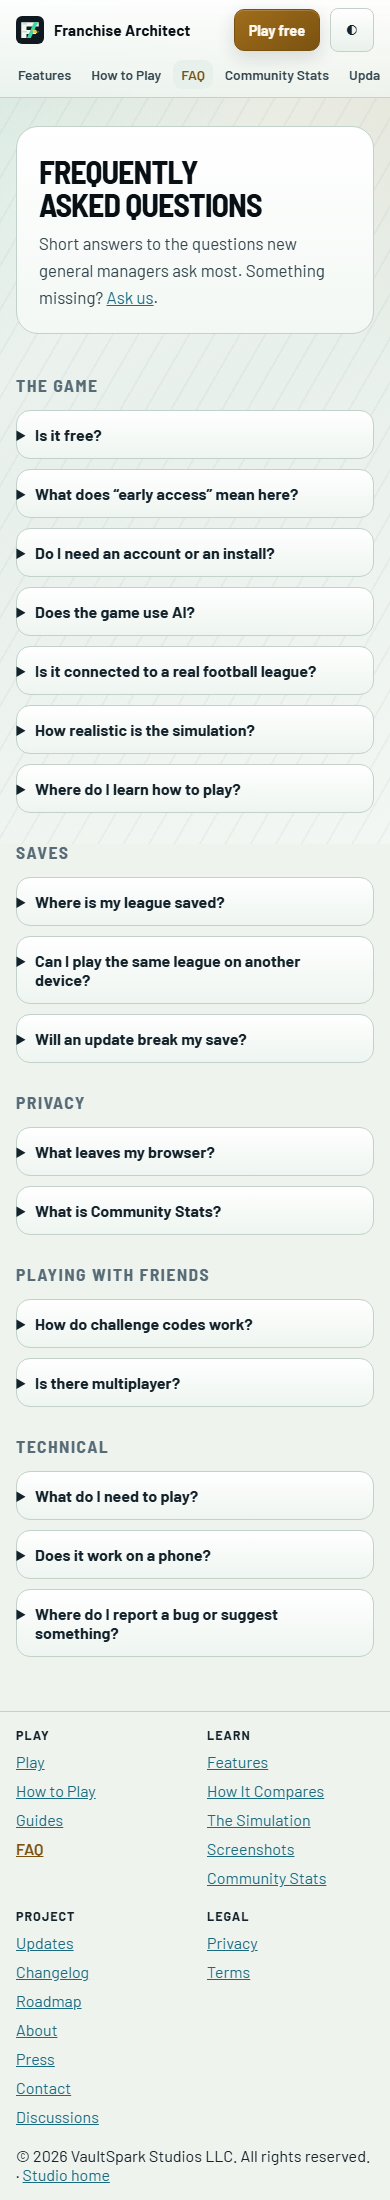 Franchise Architect
Play free
Features How to Play FAQ Community Stats Upda
FREQUENTLY
ASKED QUESTIONS
Short answers to the questions new
general managers ask most. Something
missing? Ask us.
THE GAME
Is it free?
What does “early access” mean here?
Do I need an account or an install?
Does the game use AI?
Is it connected to a real football league?
How realistic is the simulation?
Where do I learn how to play?
SAVES
Where is my league saved?
Can I play the same league on another
device?
Will an update break my save?
PRIVACY
What leaves my browser?
What is Community Stats?
PLAYING WITH FRIENDS
How do challenge codes work?
Is there multiplayer?
TECHNICAL
What do I need to play?
Does it work on a phone?
Where do I report a bug or suggest
something?
PLAY
Play
How to Play
Guides
FAQ
LEARN
Features
How It Compares
The Simulation
Screenshots
Community Stats
PROJECT
Updates
Changelog
Roadmap
About
Press
Contact
Discussions
LEGAL
Privacy
Terms
© 2026 VaultSpark Studios LLC. All rights reserved.
· Studio home